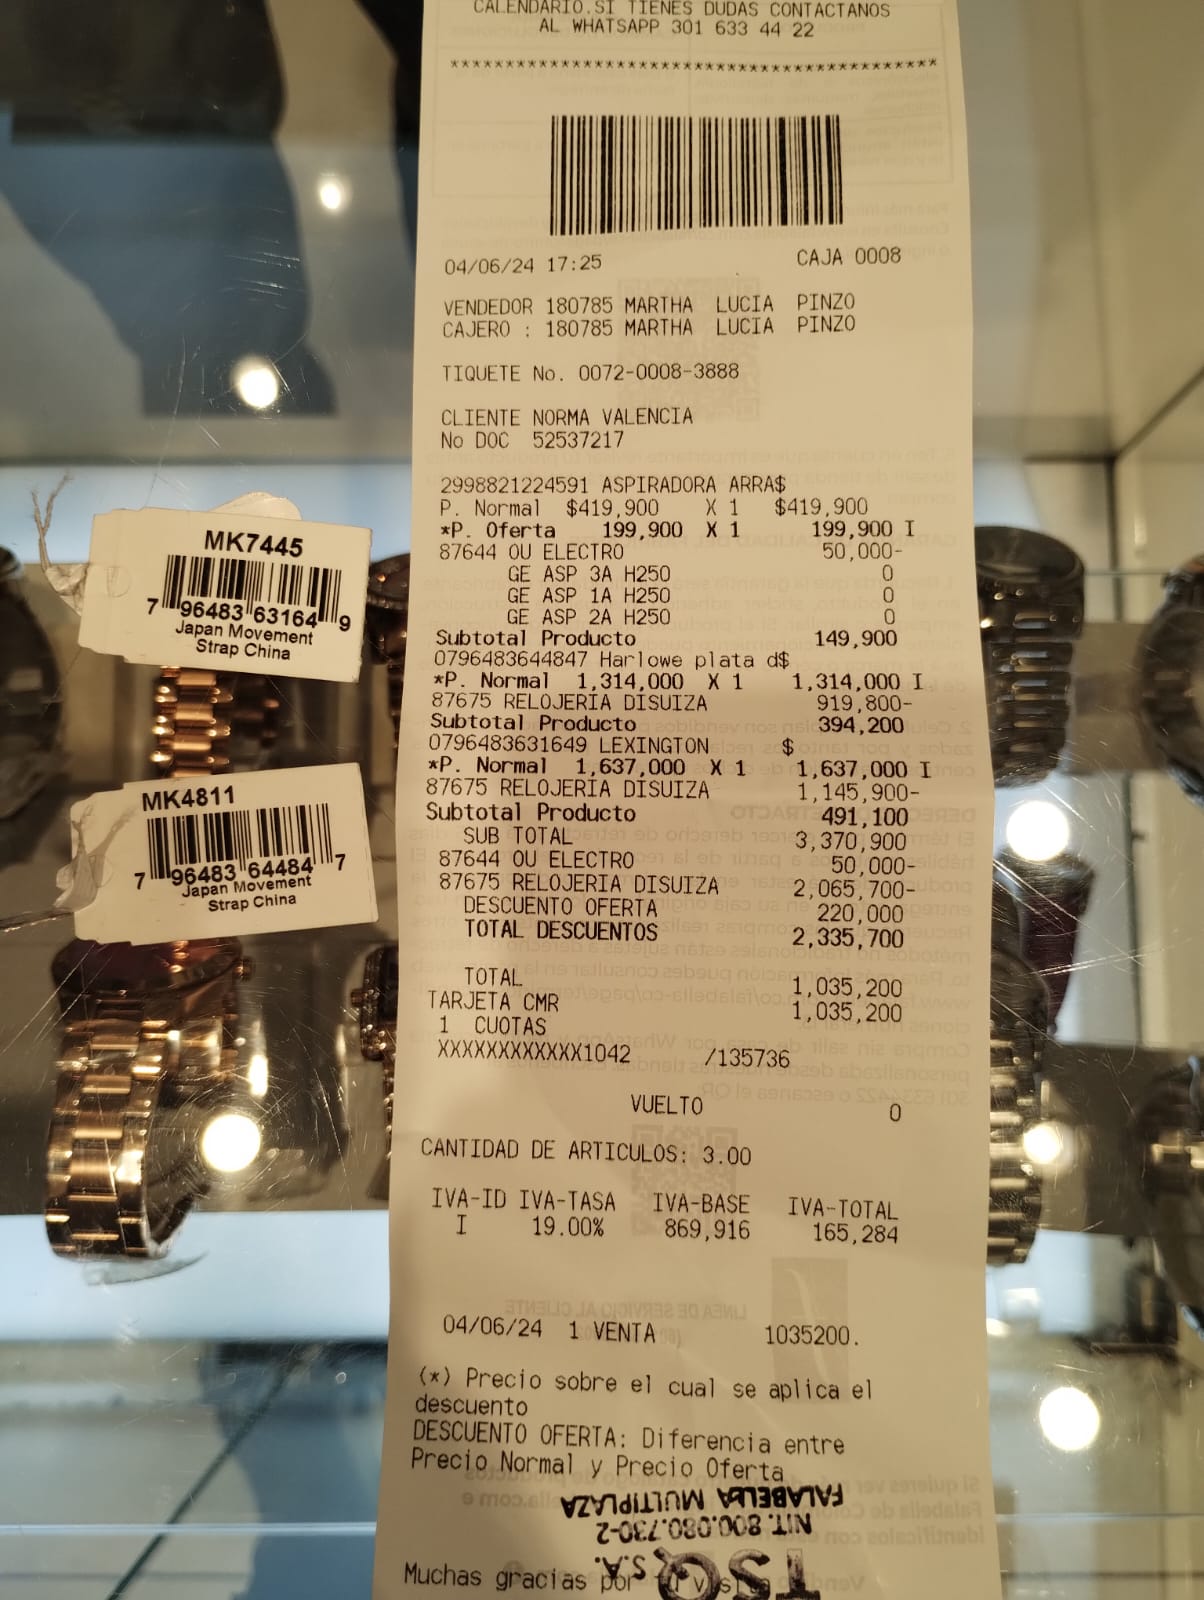 CALENDARIO.SI TIENES DUDAS CONTACTANOS
AL WHATSAPP 301 633 44 22
******************************************
04/06/24 17:25 CAJA 0008
VENDEDOR 180785 MARTHA LUCIA PINZO
CAJERO : 180785 MARTHA LUCIA PINZO
TIQUETE No. 0072-0008-3888
CLIENTE NORMA VALENCIA
No DOC 52537217
2998821224591 ASPIRADORA ARRA$
P. Normal $419,900 X 1 $419,900
*P. Oferta 199,900 X 1 199,900 I
87644 OU ELECTRO 50,000-
GE ASP 3A H250 0
GE ASP 1A H250 0
GE ASP 2A H250 0
Subtotal Producto 149,900
0796483644847 Harlowe plata d$
*P. Normal 1,314,000 X 1 1,314,000 I
87675 RELOJERIA DISUIZA 919,800-
Subtotal Producto 394,200
0796483631649 LEXINGTON $
*P. Normal 1,637,000 X 1 1,637,000 I
87675 RELOJERIA DISUIZA 1,145,900-
Subtotal Producto 491,100
SUB TOTAL 3,370,900
87644 OU ELECTRO 50,000-
87675 RELOJERIA DISUIZA 2,065,700-
DESCUENTO OFERTA 220,000
TOTAL DESCUENTOS 2,335,700
TOTAL 1,035,200
TARJETA CMR 1,035,200
1 CUOTAS
XXXXXXXXXXXX1042 /135736
VUELTO 0
CANTIDAD DE ARTICULOS: 3.00
IVA-ID IVA-TASA IVA-BASE IVA-TOTAL
I 19.00% 869,916 165,284
04/06/24 1 VENTA 1035200.
(*) Precio sobre el cual se aplica el
descuento
DESCUENTO OFERTA: Diferencia entre
Precio Normal y Precio Oferta
FALABELLA MULTIPLAZA
NIT. 800.080.730-2
S.A.
Muchas gracias por tu visita
MK7445
7 96483 63164 9
Japan Movement
Strap China
MK4811
7 96483 64484 7
Japan Movement
Strap China